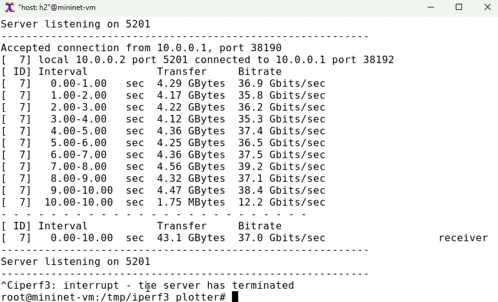 "host: h2"@mininet-vm
Server listening on 5201
-----------------------------------------------------------
Accepted connection from 10.0.0.1, port 38190
[  7] local 10.0.0.2 port 5201 connected to 10.0.0.1 port 38192
[ ID] Interval           Transfer     Bitrate
[  7]   0.00-1.00   sec  4.29 GBytes  36.9 Gbits/sec
[  7]   1.00-2.00   sec  4.17 GBytes  35.8 Gbits/sec
[  7]   2.00-3.00   sec  4.22 GBytes  36.2 Gbits/sec
[  7]   3.00-4.00   sec  4.12 GBytes  35.3 Gbits/sec
[  7]   4.00-5.00   sec  4.36 GBytes  37.4 Gbits/sec
[  7]   5.00-6.00   sec  4.25 GBytes  36.5 Gbits/sec
[  7]   6.00-7.00   sec  4.36 GBytes  37.5 Gbits/sec
[  7]   7.00-8.00   sec  4.56 GBytes  39.2 Gbits/sec
[  7]   8.00-9.00   sec  4.32 GBytes  37.1 Gbits/sec
[  7]   9.00-10.00  sec  4.47 GBytes  38.4 Gbits/sec
[  7]  10.00-10.00  sec  1.75 MBytes  12.2 Gbits/sec
- - - - - - - - - - - - - - - - - - - - - - - - -
[ ID] Interval           Transfer     Bitrate
[  7]   0.00-10.00  sec  43.1 GBytes  37.0 Gbits/sec                  receiver
-----------------------------------------------------------
Server listening on 5201
-----------------------------------------------------------
^Ciperf3: interrupt - the server has terminated
root@mininet-vm:/tmp/iperf3_plotter#